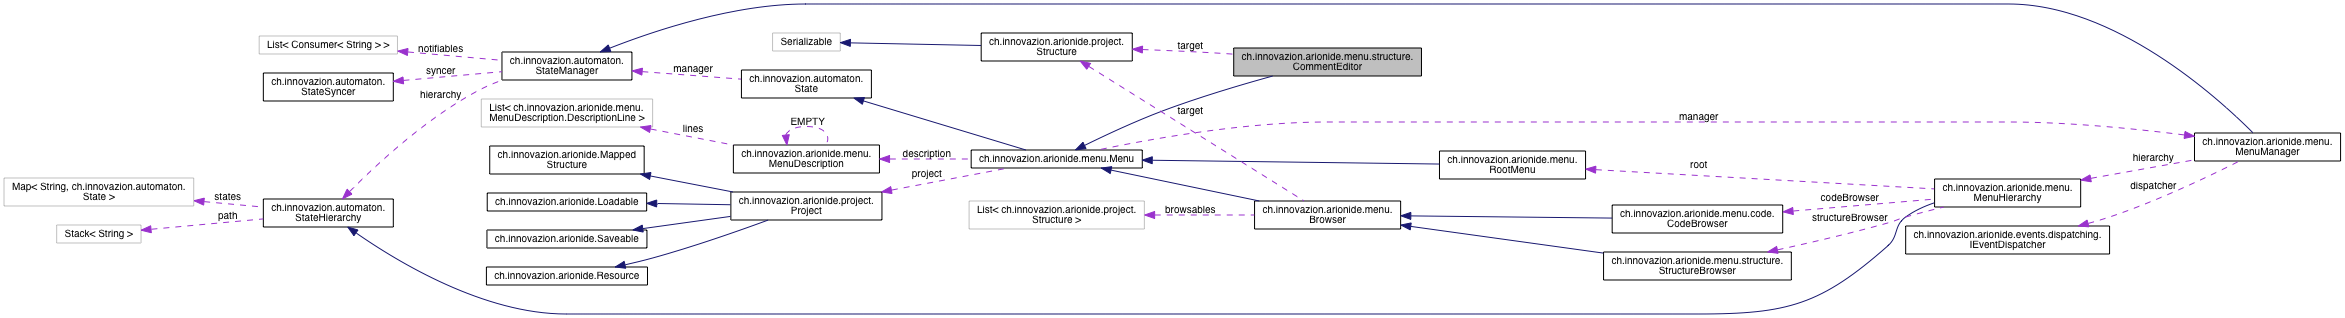 List< Consumer< String > >
notifiables
ch.innovazion.automaton.
StateManager
syncer
ch.innovazion.automaton.
StateSyncer
hierarchy
Serializable
ch.innovazion.arionide.project.
Structure
target
ch.innovazion.arionide.menu.structure.
CommentEditor
manager
ch.innovazion.automaton.
State
List< ch.innovazion.arionide.menu.
MenuDescription.DescriptionLine >
lines
EMPTY
ch.innovazion.arionide.menu.
MenuDescription
target
manager
ch.innovazion.arionide.menu.
MenuManager
ch.innovazion.arionide.Mapped
Structure
description
ch.innovazion.arionide.menu.Menu
ch.innovazion.arionide.menu.
RootMenu
root
hierarchy
project
dispatcher
Map< String, ch.innovazion.automaton.
State >
states
path
Stack< String >
ch.innovazion.automaton.
StateHierarchy
ch.innovazion.arionide.Loadable
ch.innovazion.arionide.project.
Project
ch.innovazion.arionide.Saveable
ch.innovazion.arionide.Resource
List< ch.innovazion.arionide.project.
Structure >
browsables
ch.innovazion.arionide.menu.
Browser
ch.innovazion.arionide.menu.code.
CodeBrowser
codeBrowser
structureBrowser
ch.innovazion.arionide.menu.
MenuHierarchy
ch.innovazion.arionide.events.dispatching.
IEventDispatcher
ch.innovazion.arionide.menu.structure.
StructureBrowser